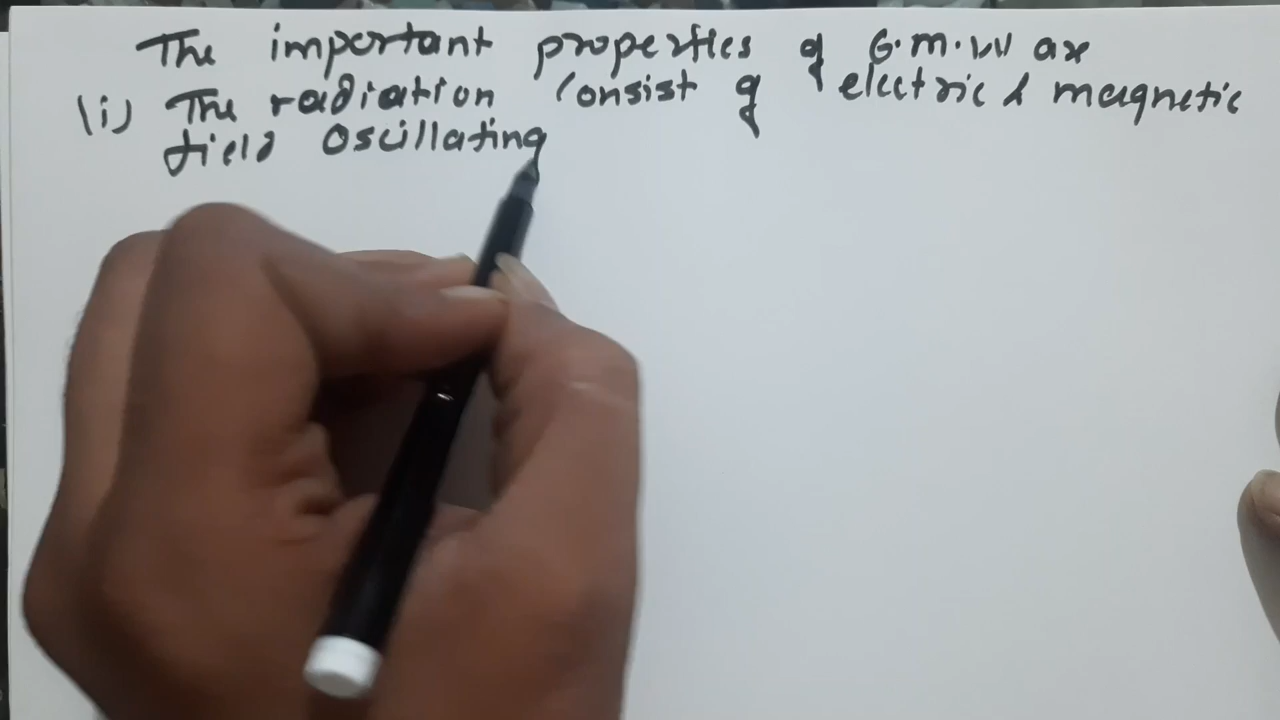 The important properties of E.M.W are
(i) The radiation Consist of electric & magnetic
field Oscillating